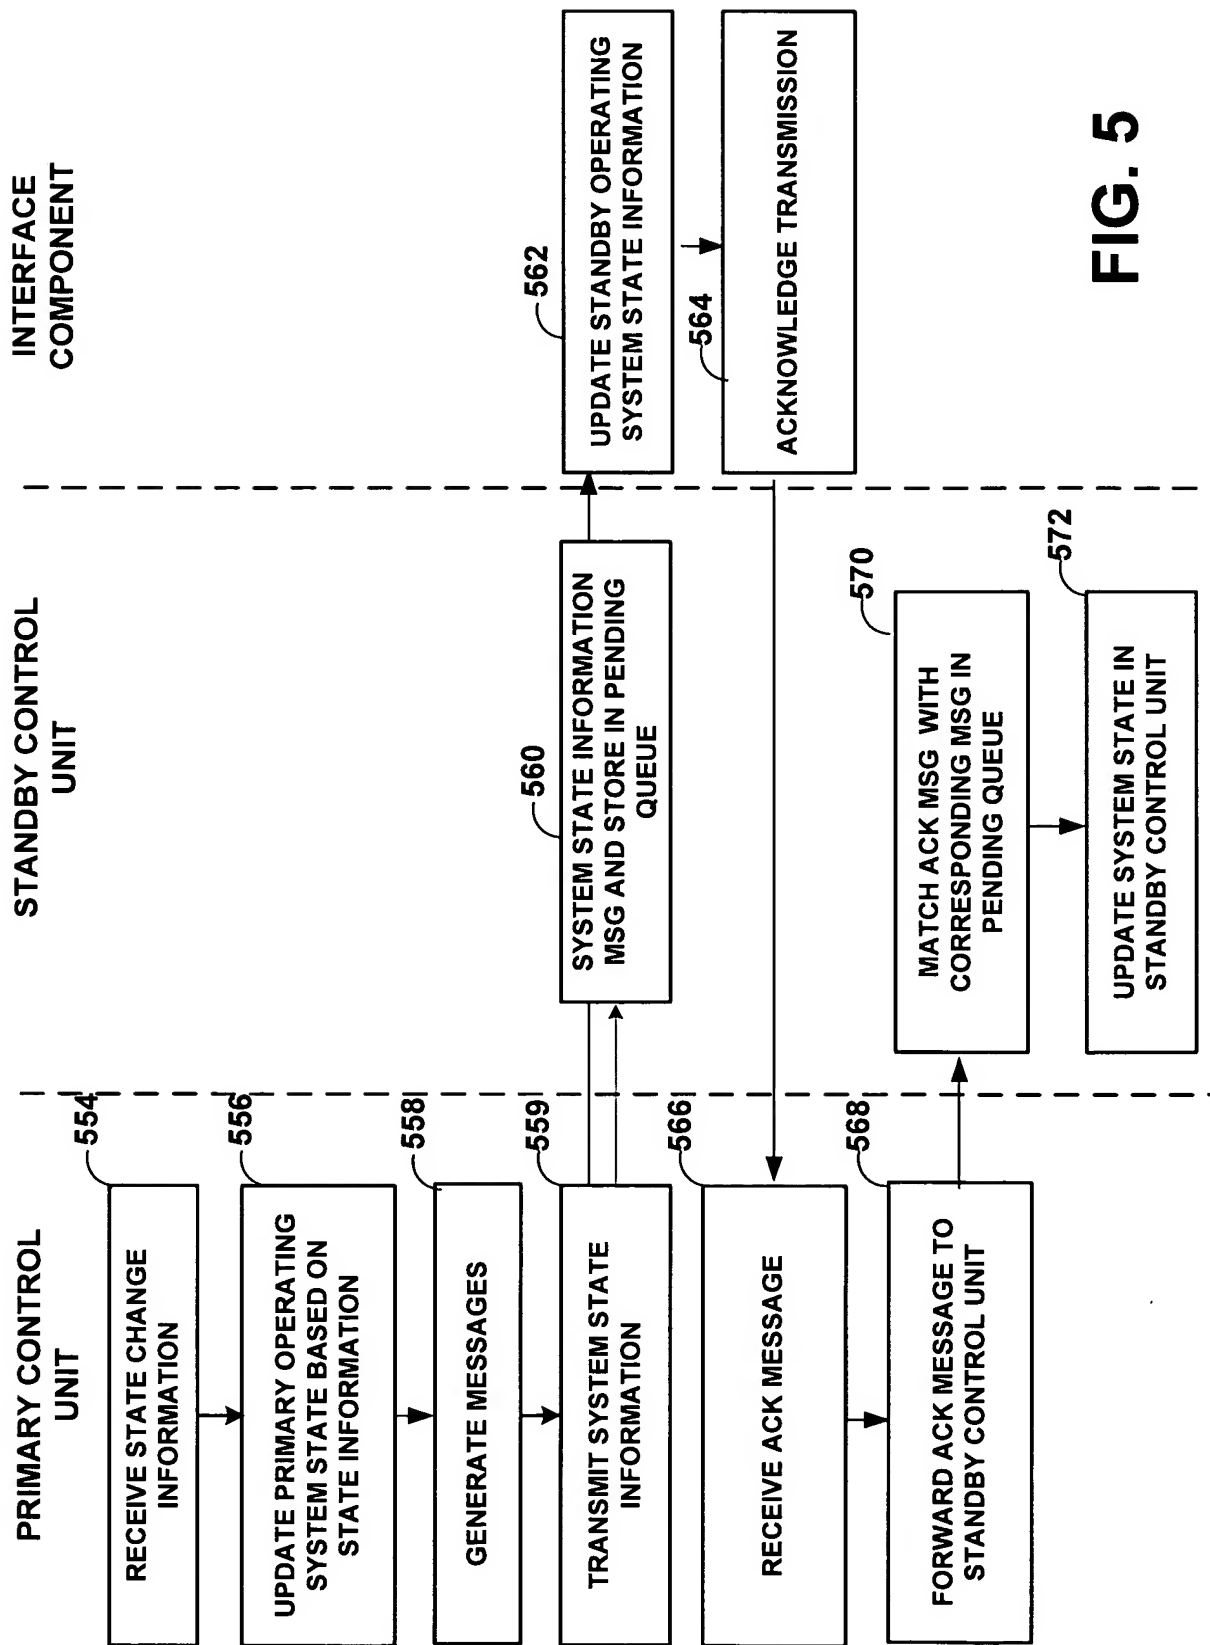 PRIMARY CONTROL
UNIT
STANDBY CONTROL
UNIT
INTERFACE
COMPONENT
554
RECEIVE STATE CHANGE
INFORMATION
556
UPDATE PRIMARY OPERATING
SYSTEM STATE BASED ON
STATE INFORMATION
558
GENERATE MESSAGES
559
TRANSMIT SYSTEM STATE
INFORMATION
560
SYSTEM STATE INFORMATION
MSG AND STORE IN PENDING
QUEUE
562
UPDATE STANDBY OPERATING
SYSTEM STATE INFORMATION
564
ACKNOWLEDGE TRANSMISSION
566
RECEIVE ACK MESSAGE
568
FORWARD ACK MESSAGE TO
STANDBY CONTROL UNIT
570
MATCH ACK MSG WITH
CORRESPONDING MSG IN
PENDING QUEUE
572
UPDATE SYSTEM STATE IN
STANDBY CONTROL UNIT
FIG. 5